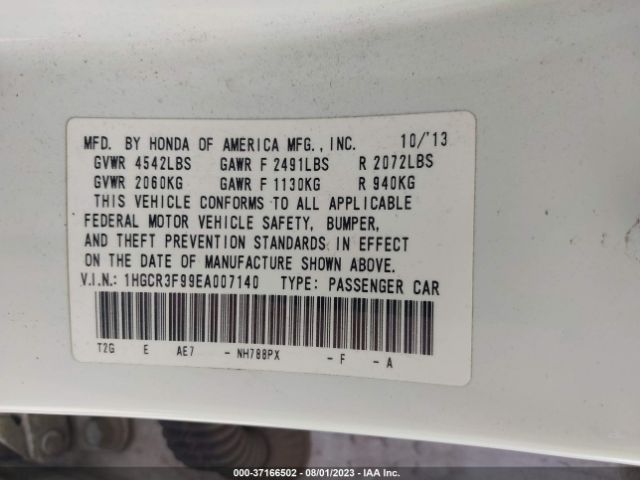 MFD. BY HONDA OF AMERICA MFG., INC. 10/'13
GVWR 4542LBS GAWR F 2491LBS R 2072LBS
GVWR 2060KG GAWR F 1130KG R 940KG
THIS VEHICLE CONFORMS TO ALL APPLICABLE
FEDERAL MOTOR VEHICLE SAFETY, BUMPER,
AND THEFT PREVENTION STANDARDS IN EFFECT
ON THE DATE OF MANUFACTURE SHOWN ABOVE.
V.I.N.: 1HGCR3F99EA007140 TYPE: PASSENGER CAR
T2G E AE7 - NH788PX - F - A
000-37166502 - 08/01/2023 - IAA Inc.